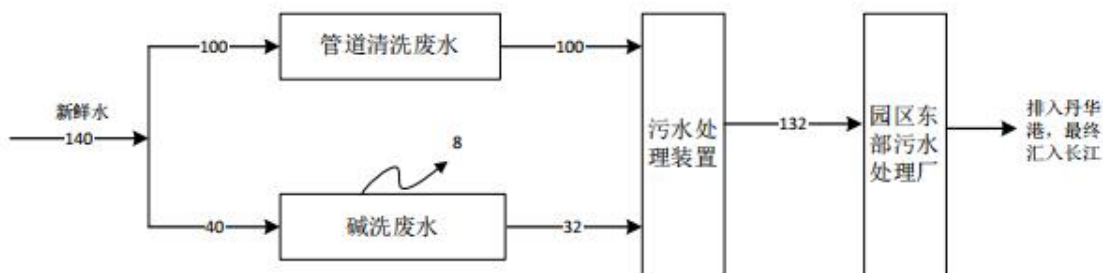 100
管道清洗废水
100
新鲜水
140
8
污水处
理装置
132
园区东
部污水
处理厂
排入丹华
港，最终
汇入长江
40
碱洗废水
32